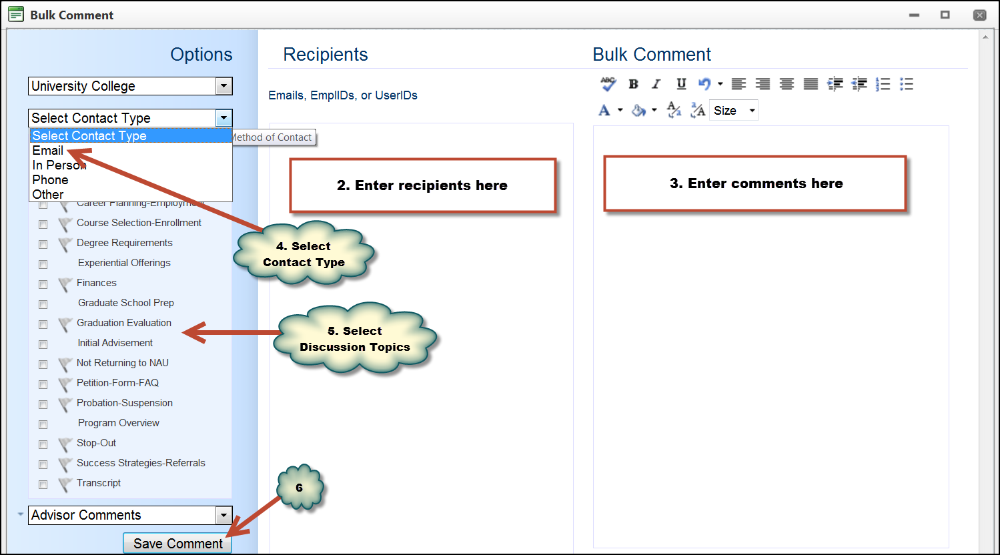 Bulk Comment
Options
University College
Select Contact Type
Select Contact Type
Method of Contact
Email
In Person
Phone
Other
Career Planning-Employment
Course Selection-Enrollment
Degree Requirements
Experiential Offerings
Finances
Graduate School Prep
Graduation Evaluation
Initial Advisement
Not Returning to NAU
Petition-Form-FAQ
Probation-Suspension
Program Overview
Stop-Out
Success Strategies-Referrals
Transcript
Advisor Comments
Save Comment
Recipients
Emails, EmplIDs, or UserIDs
2. Enter recipients here
4. Select
Contact Type
5. Select
Discussion Topics
6
Bulk Comment
ABC B I U
A A/a a/A Size
3. Enter comments here